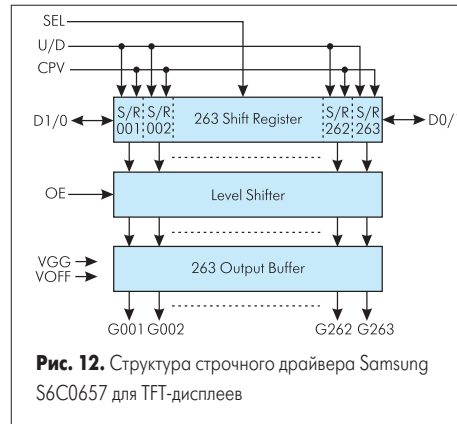 SEL
U/D
CPV
D1/0
S/R 001
S/R 002
263 Shift Register
S/R 262
S/R 263
D0/
OE
Level Shifter
VGG
VOFF
263 Output Buffer
G001 G002 G262 G263
Рис. 12. Структура строчного драйвера Samsung
S6C0657 для TFT-дисплеев